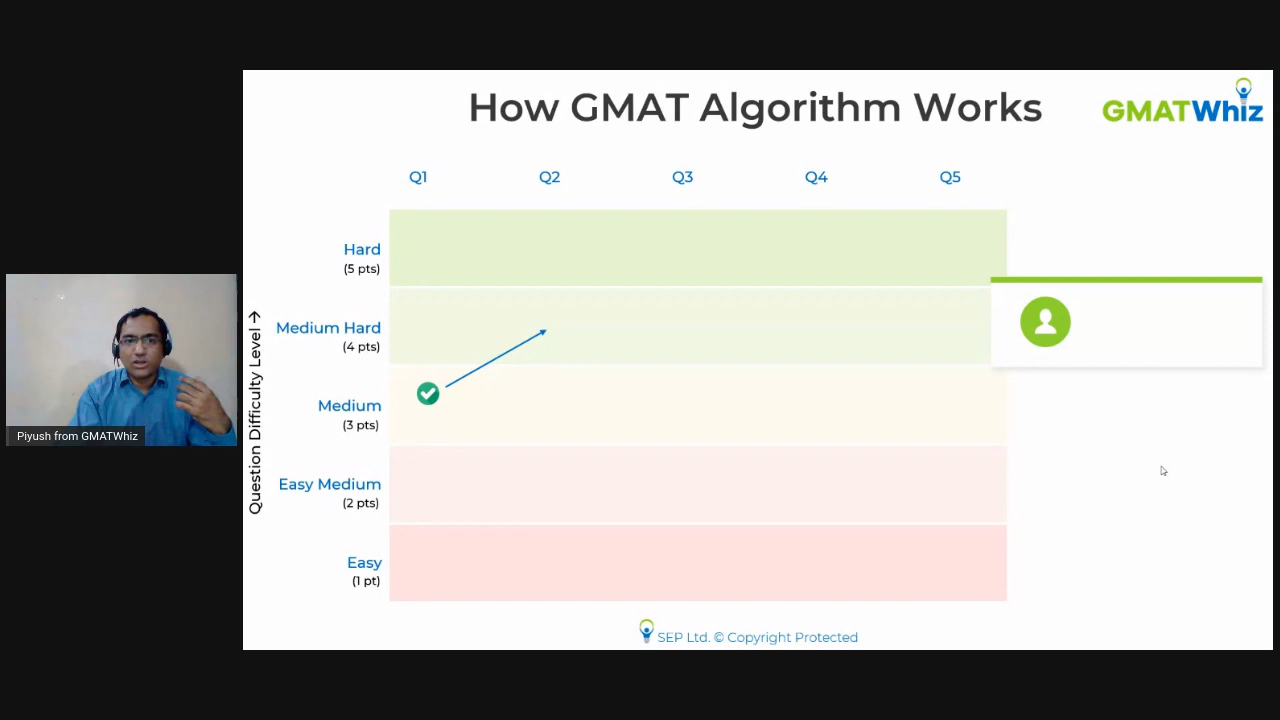 How GMAT Algorithm Works
GMATWhiz
Q1 Q2 Q3 Q4 Q5
Hard
(5 pts)
Medium Hard
(4 pts)
Medium
(3 pts)
Easy Medium
(2 pts)
Easy
(1 pt)
Question Difficulty Level →
Piyush from GMATWhiz
SEP Ltd. © Copyright Protected